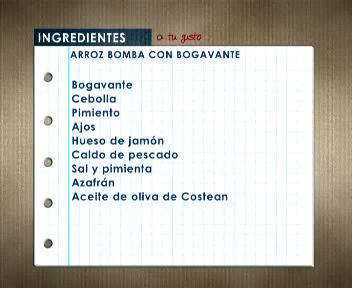 INGREDIENTES a tu gusto
ARROZ BOMBA CON BOGAVANTE
Bogavante
Cebolla
Pimiento
Ajos
Hueso de jamón
Caldo de pescado
Sal y pimienta
Azafrán
Aceite de oliva de Costean